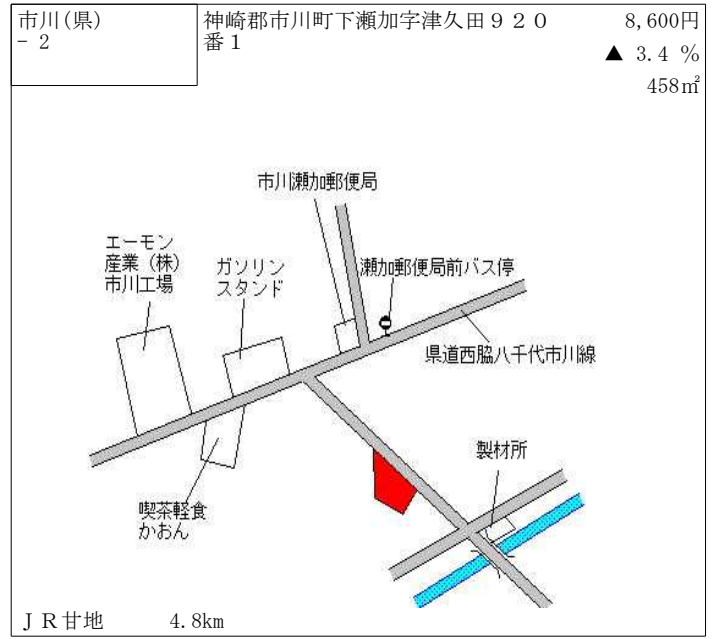 市川(県)
- 2
神崎郡市川町下瀬加字津久田９２０
番１
8,600円
▲ 3.4 %
458㎡
市川瀬加郵便局
エーモン
産業（株）
市川工場
ガソリン
スタンド
瀬加郵便局前バス停
県道西脇八千代市川線
製材所
喫茶軽食
かおん
ＪＲ甘地 4.8km